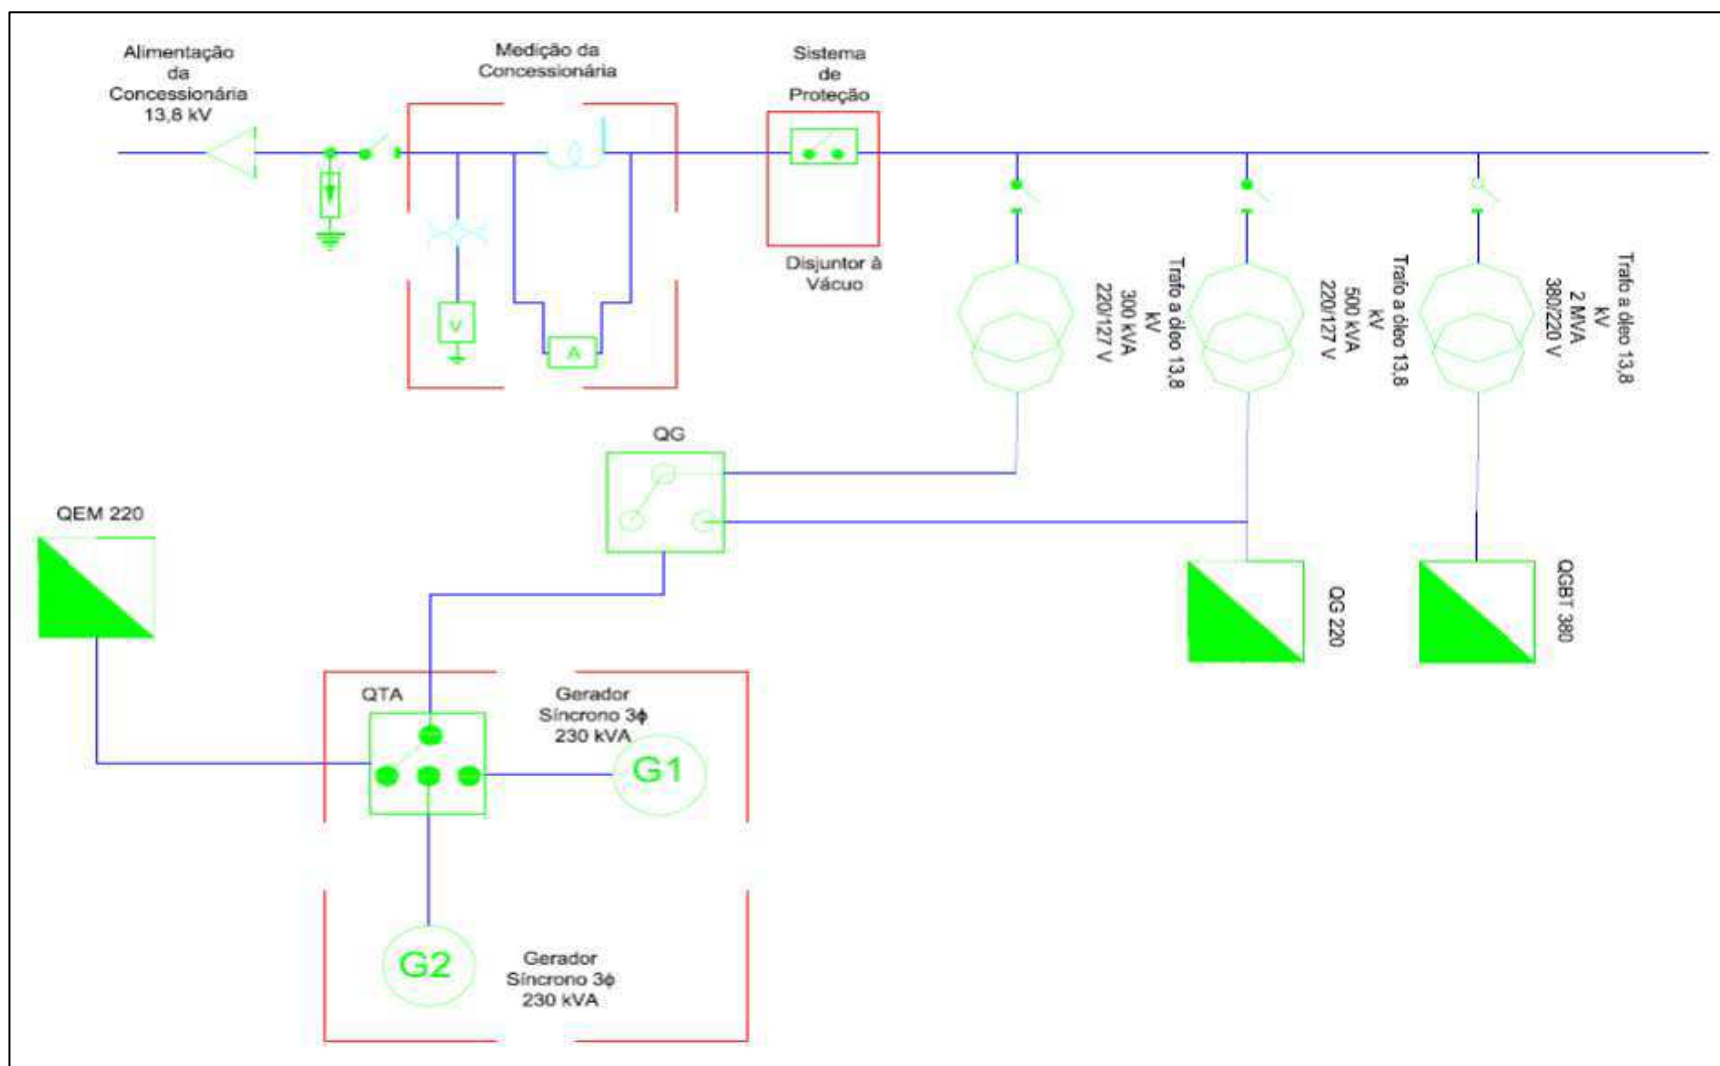 Alimentação
da
Concessionária
13,8 kV
Medição da
Concessionária
Sistema
de
Proteção
Disjuntor à
Vácuo
V
A
Trafo a óleo 13,8
kV
300 kVA
220/127 V
Trafo a óleo 13,8
kV
500 kVA
220/127 V
Trafo a óleo 13,8
kV
2 MVA
380/220 V
QG
QEM 220
QG 220
QGBT 380
QTA
Gerador
Síncrono 3ϕ
230 kVA
G1
G2
Gerador
Síncrono 3ϕ
230 kVA